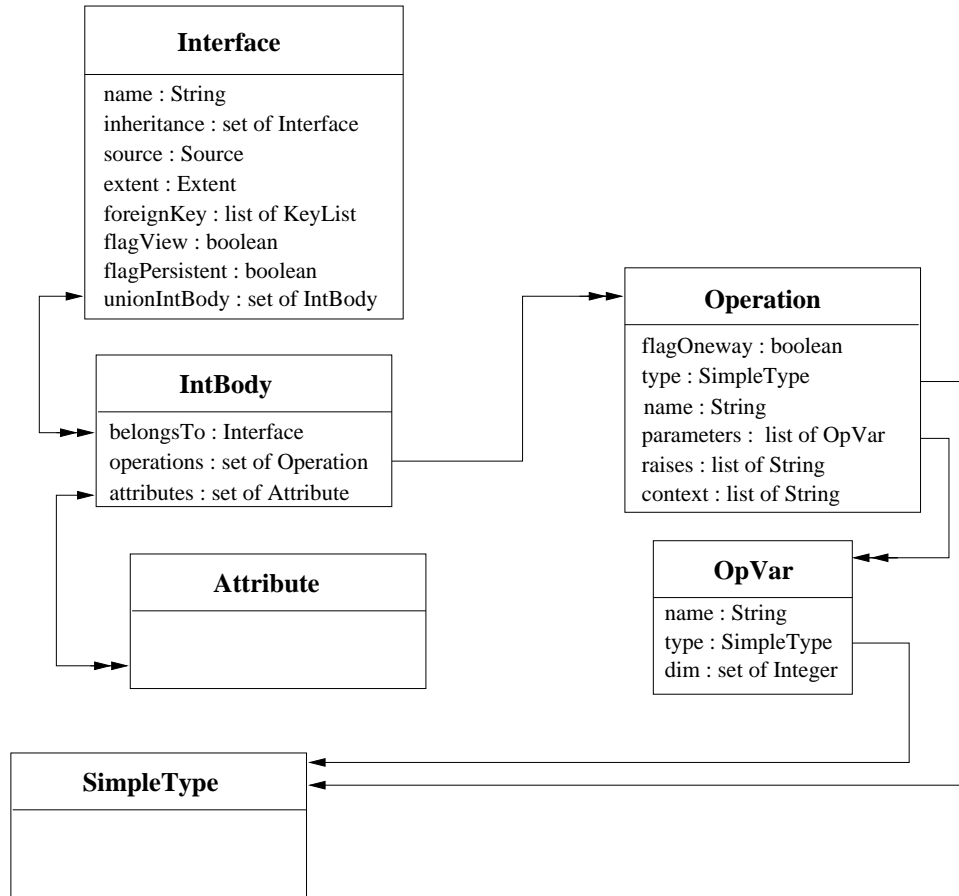 Interface
name : String
inheritance : set of Interface
source : Source
extent : Extent
foreignKey : list of KeyList
flagView : boolean
flagPersistent : boolean
unionIntBody : set of IntBody
IntBody
belongsTo : Interface
operations : set of Operation
attributes : set of Attribute
Attribute
Operation
flagOneway : boolean
type : SimpleType
name : String
parameters : list of OpVar
raises : list of String
context : list of String
OpVar
name : String
type : SimpleType
dim : set of Integer
SimpleType